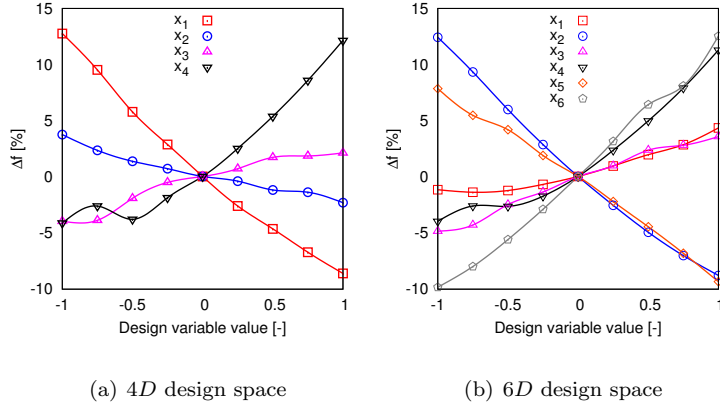 15
10
5
0
-5
-10
Δf [%]
x1
x2
x3
x4
-1 -0.5 0 0.5 1
Design variable value [-]
(a) 4D design space
15
10
5
0
-5
-10
Δf [%]
x1
x2
x3
x4
x5
x6
-1 -0.5 0 0.5 1
Design variable value [-]
(b) 6D design space